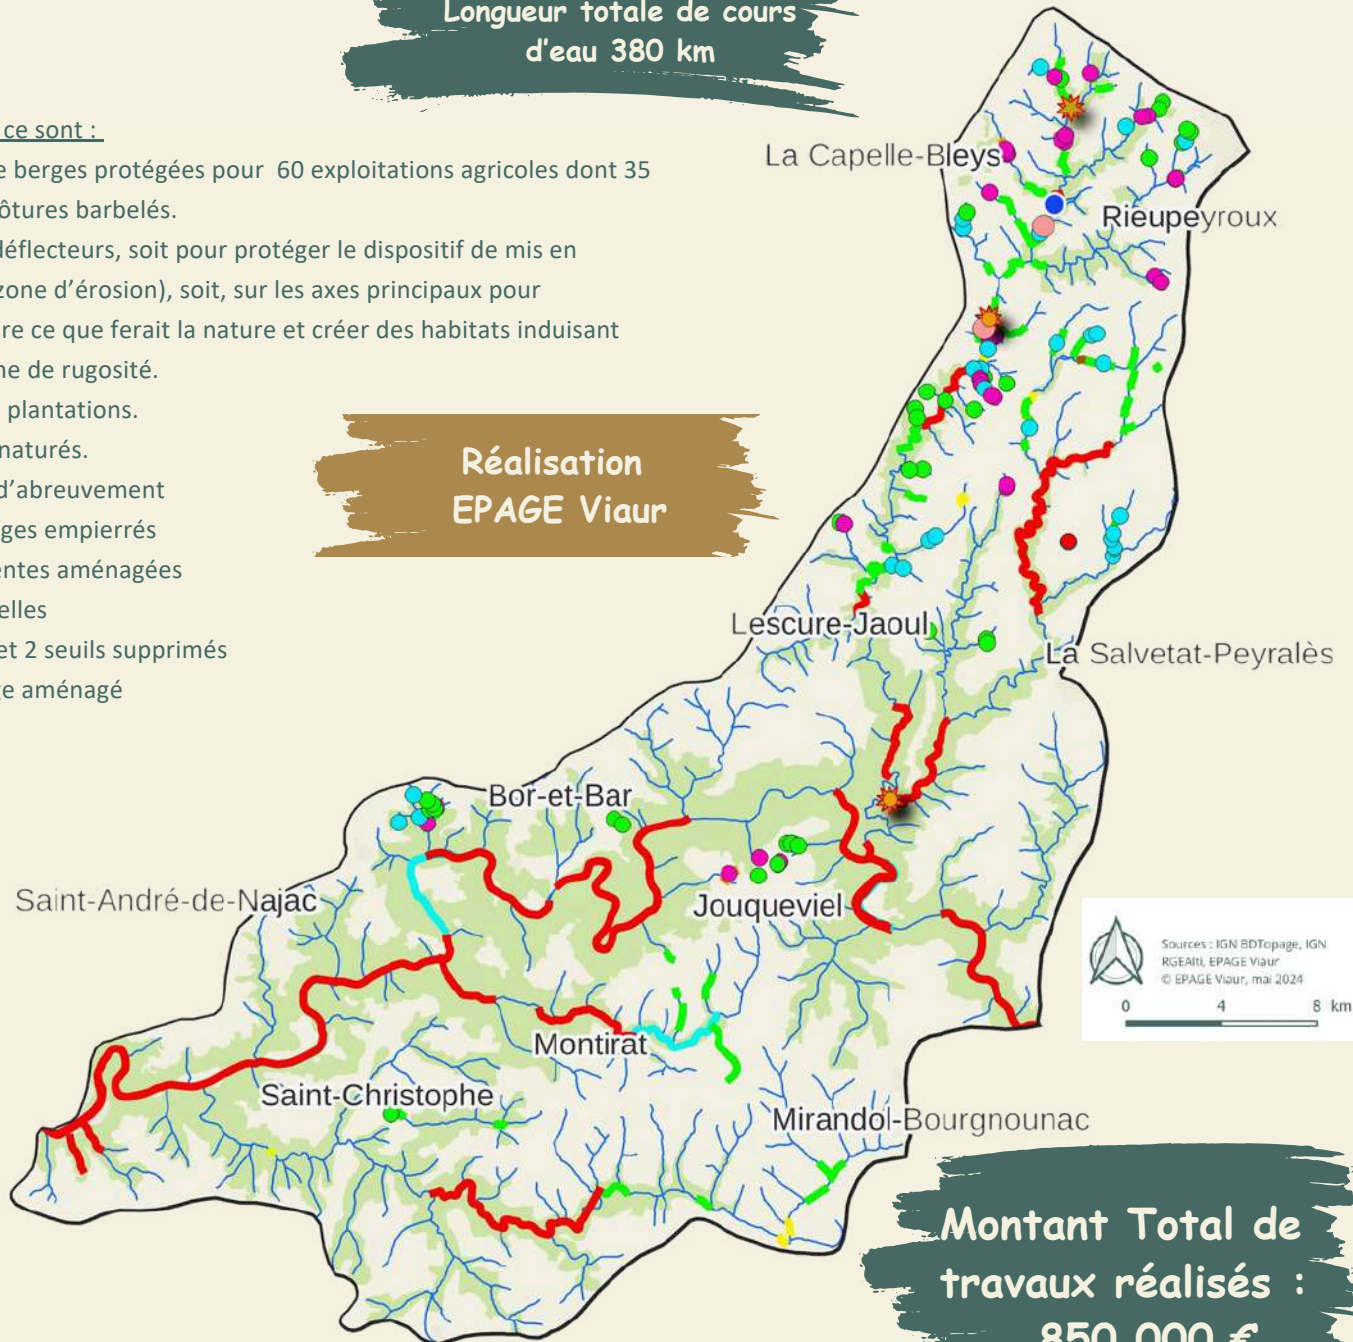 Longueur totale de cours
d'eau 380 km
ce sont :
e berges protégées pour 60 exploitations agricoles dont 35
ôtures barbelés.
déflecteurs, soit pour protéger le dispositif de mis en
zone d'érosion), soit, sur les axes principaux pour
re ce que ferait la nature et créer des habitats induisant
ne de rugosité.
plantations.
naturés.
d'abreuvement
ges empierrés
entes aménagées
elles
et 2 seuils supprimés
ge aménagé
Réalisation
EPAGE Viaur
La Capelle-Bleys
Rieupeyroux
Lescure-Jaoul
La Salvetat-Peyralès
Bor-et-Bar
Saint-André-de-Najac
Jouqueviel
Sources : IGN BDTopage, IGN
RGEAlti, EPAGE Viaur
© EPAGE Viaur, mai 2024
0 4 8 km
Montirat
Saint-Christophe
Mirandol-Bourgnounac
Montant Total de
travaux réalisés :
850 000 €